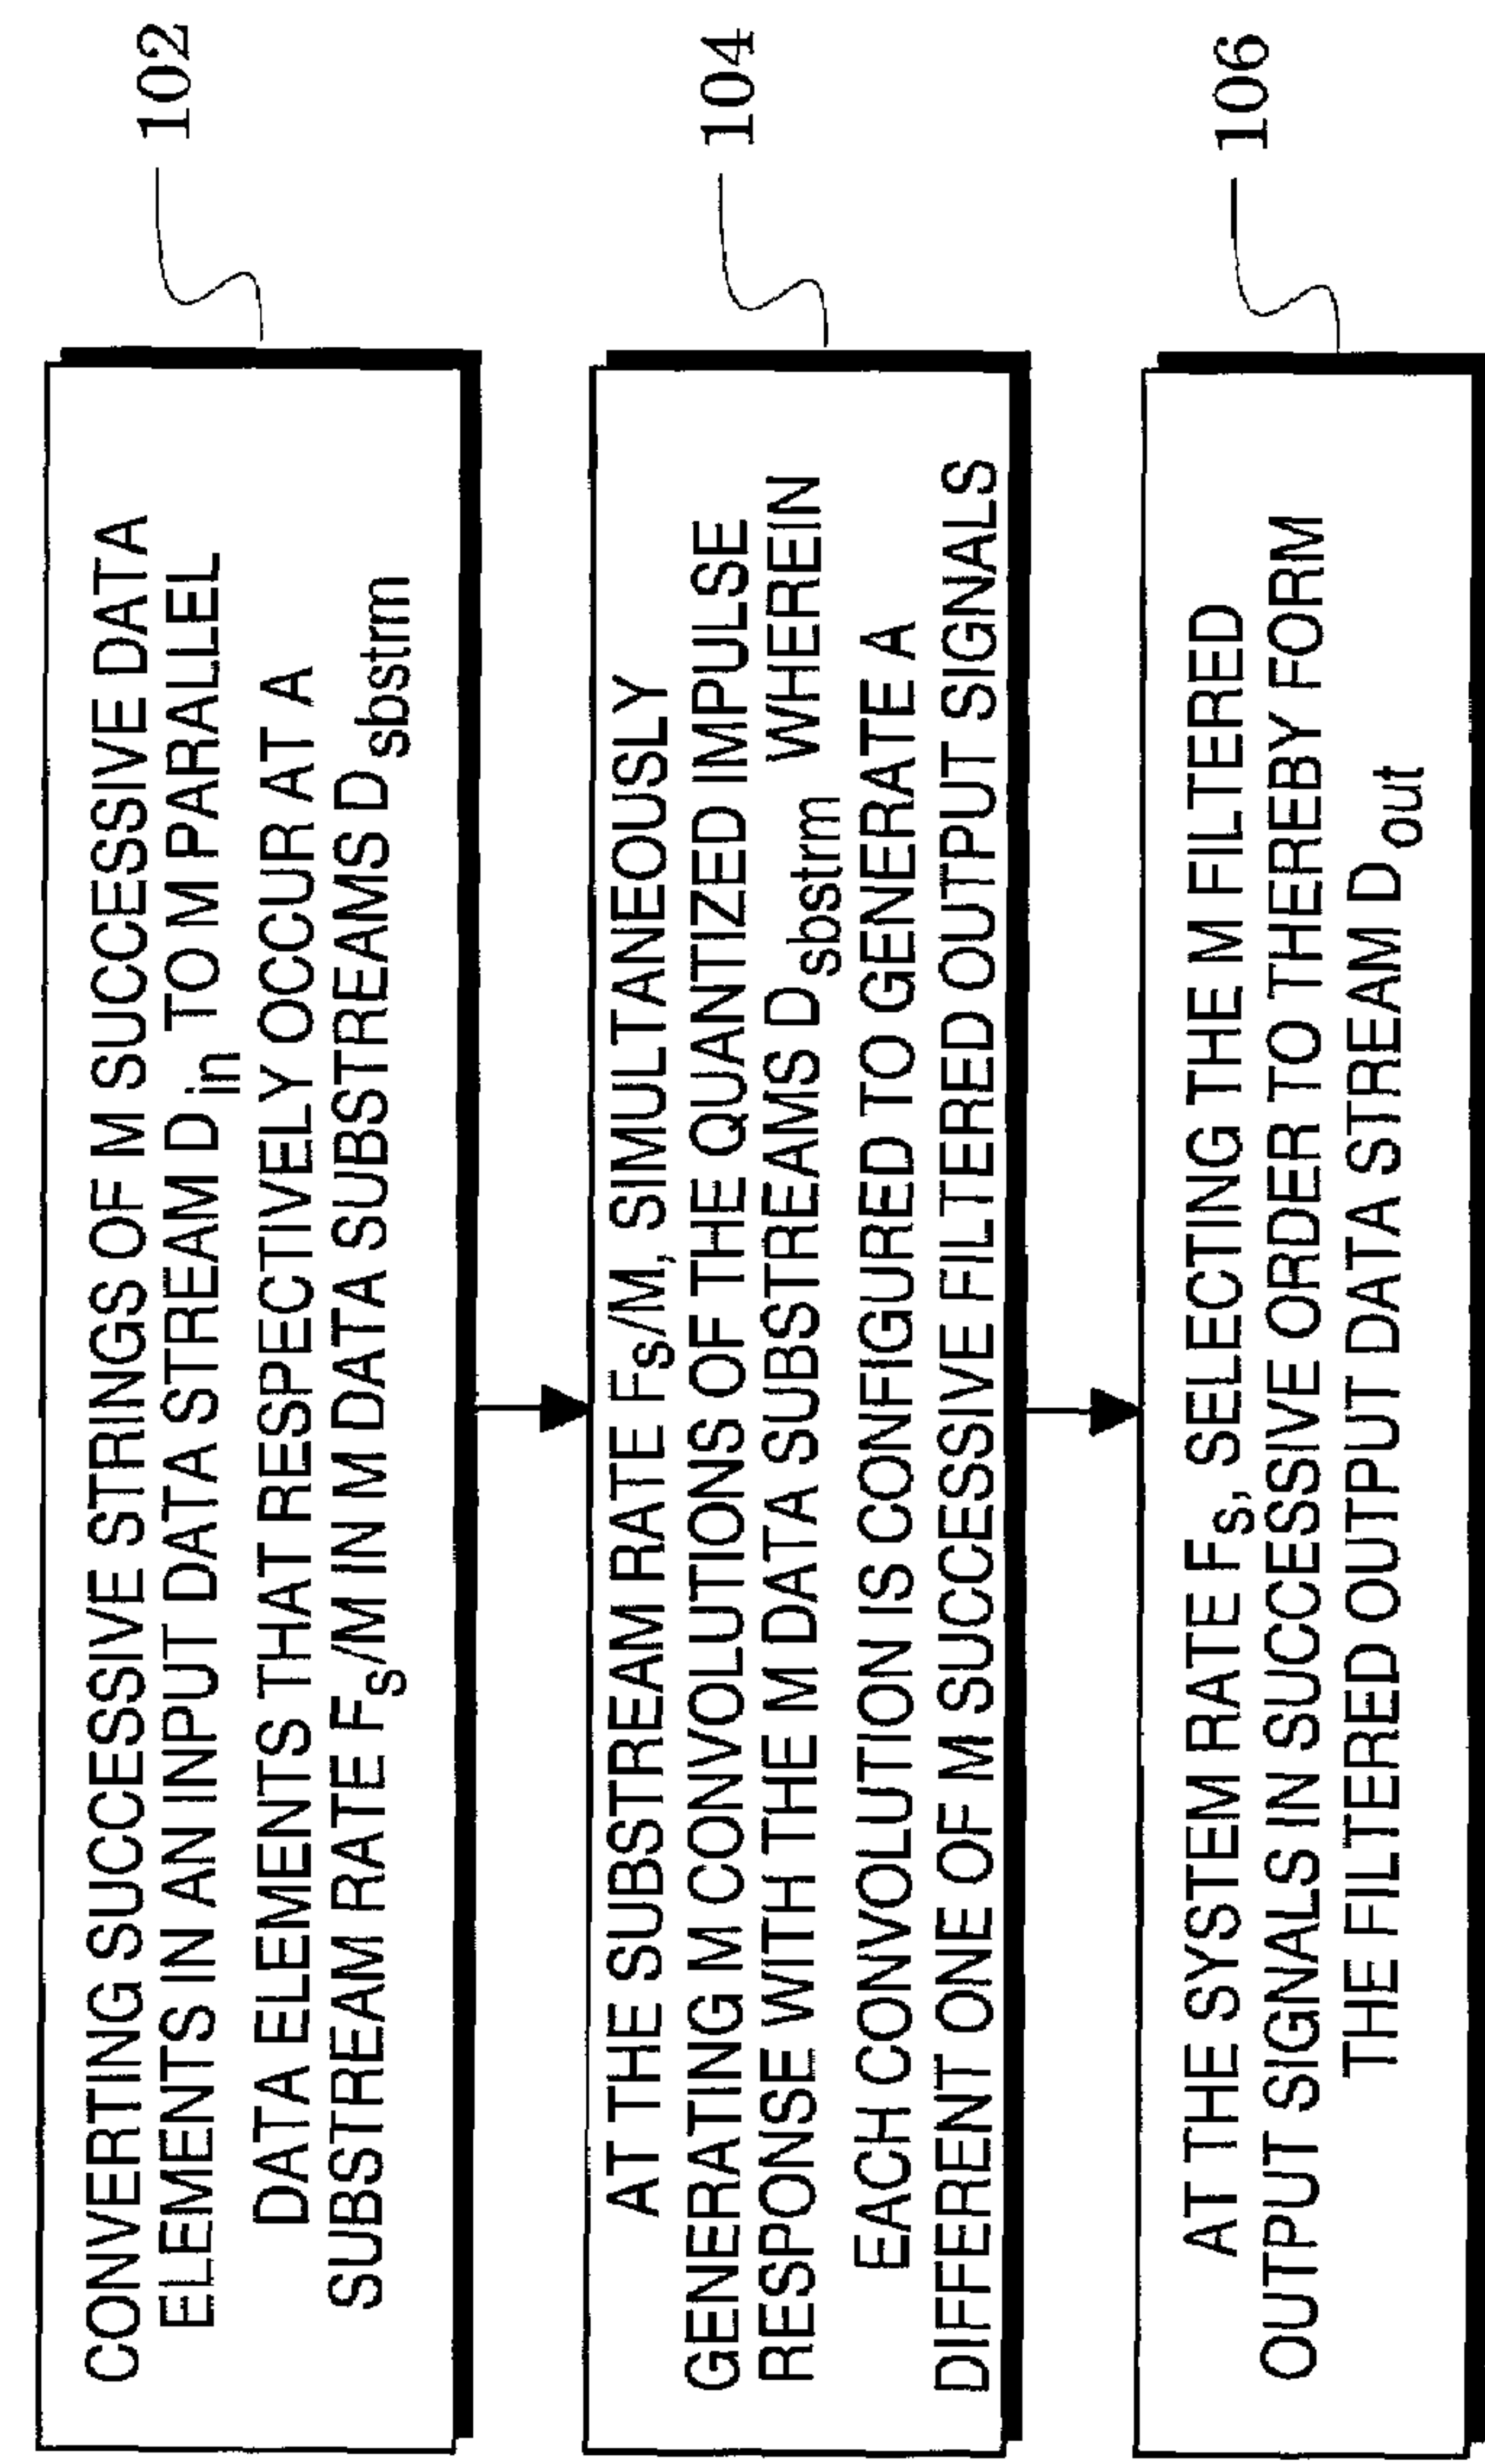 CONVERTING SUCCESSIVE STRINGS OF M SUCCESSIVE DATA
ELEMENTS IN AN INPUT DATA STREAM Din TO M PARALLEL
DATA ELEMENTS THAT RESPECTIVELY OCCUR AT A
SUBSTREAM RATE Fs/M IN M DATA SUBSTREAMS Dsbstrm
102
AT THE SUBSTREAM RATE Fs/M, SIMULTANEOUSLY
GENERATING M CONVOLUTIONS OF THE QUANTIZED IMPULSE
RESPONSE WITH THE M DATA SUBSTREAMS Dsbstrm WHEREIN
EACH CONVOLUTION IS CONFIGURED TO GENERATE A
DIFFERENT ONE OF M SUCCESSIVE FILTERED OUTPUT SIGNALS
104
AT THE SYSTEM RATE Fs, SELECTING THE M FILTERED
OUTPUT SIGNALS IN SUCCESSIVE ORDER TO THEREBY FORM
THE FILTERED OUTPUT DATA STREAM Dout
106